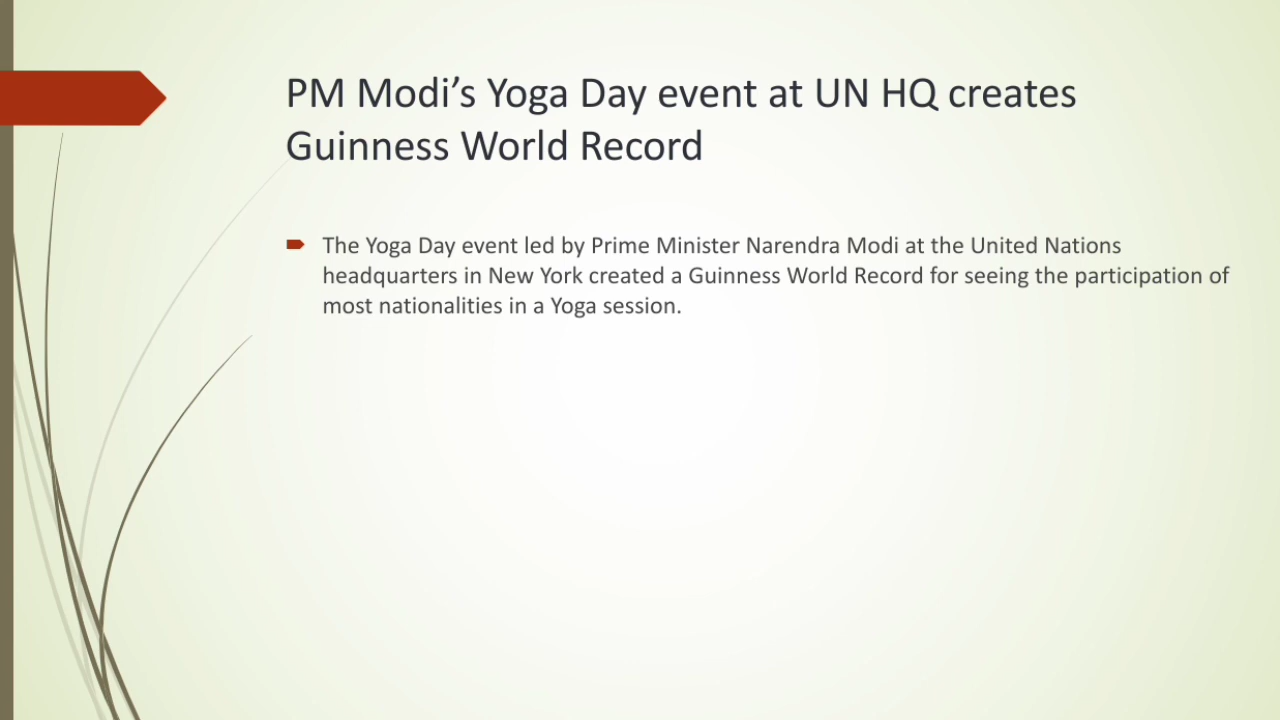 PM Modi’s Yoga Day event at UN HQ creates
Guinness World Record
The Yoga Day event led by Prime Minister Narendra Modi at the United Nations
headquarters in New York created a Guinness World Record for seeing the participation of
most nationalities in a Yoga session.